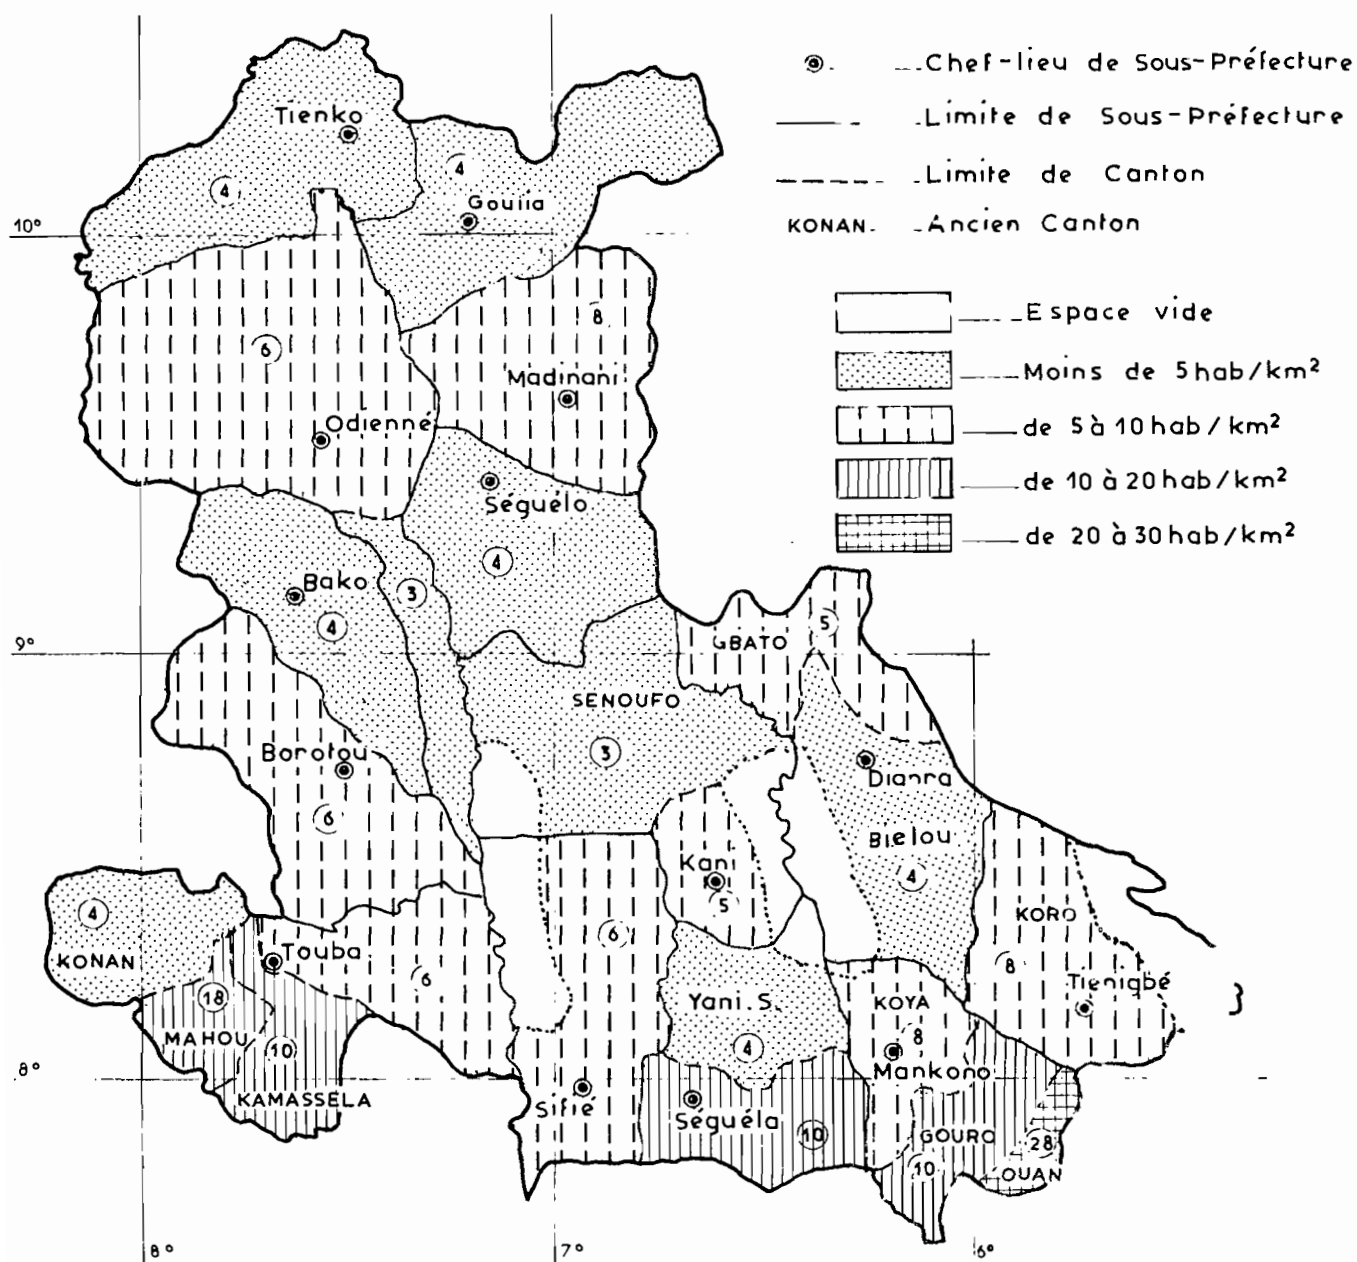 Chef-lieu de Sous-Préfecture
Limite de Sous-Préfecture
Limite de Canton
KONAN Ancien Canton
Espace vide
Moins de 5hab/km²
de 5 à 10 hab/km²
de 10 à 20 hab/km²
de 20 à 30 hab/km²
Tienko
4
4
Goulia
10°
8
6
Madinani
Odienné
Séguélo
4
Bako
3
4
5
GBATO
9°
SENOUFO
3
Borotou
Dianra
6
Bielou
4
Kani
5
4
KORO
6
KONAN
Touba
6
8
Tienigbé
18
Yani.S.
KOYA
8
MAHOU
10
4
Mankono
8°
KAMASSELA
Sifié
Séguéla
10
GOURO
28
10
OUAN
8°
7°
6°